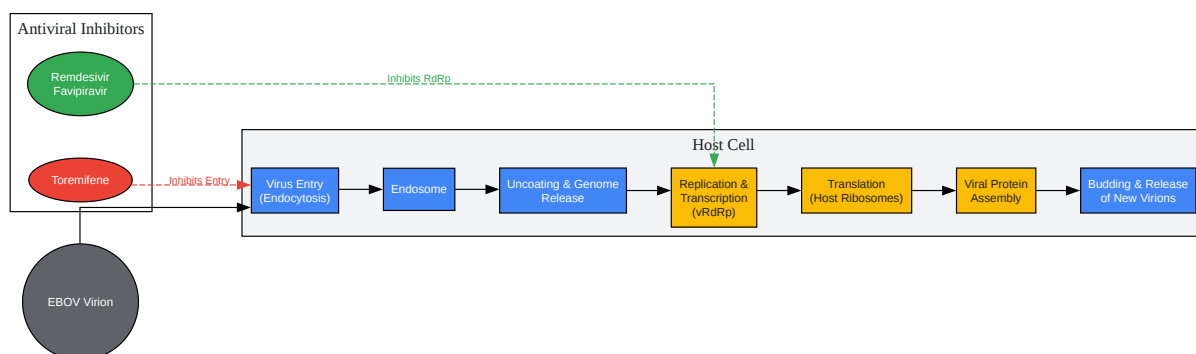 Antiviral Inhibitors
Remdesivir
Favipiravir
Inhibits RdRp
Toremifene
Inhibits Entry
Host Cell
Virus Entry
(Endocytosis)
Endosome
Uncoating & Genome
Release
Replication &
Transcription
(vRdRp)
Translation
(Host Ribosomes)
Viral Protein
Assembly
Budding & Release
of New Virions
EBOV Virion